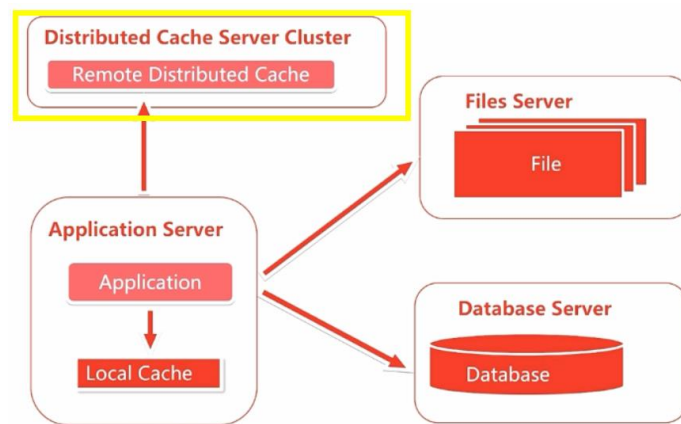 Distributed Cache Server Cluster
Remote Distributed Cache
Files Server
File
Application Server
Application
Local Cache
Database Server
Database